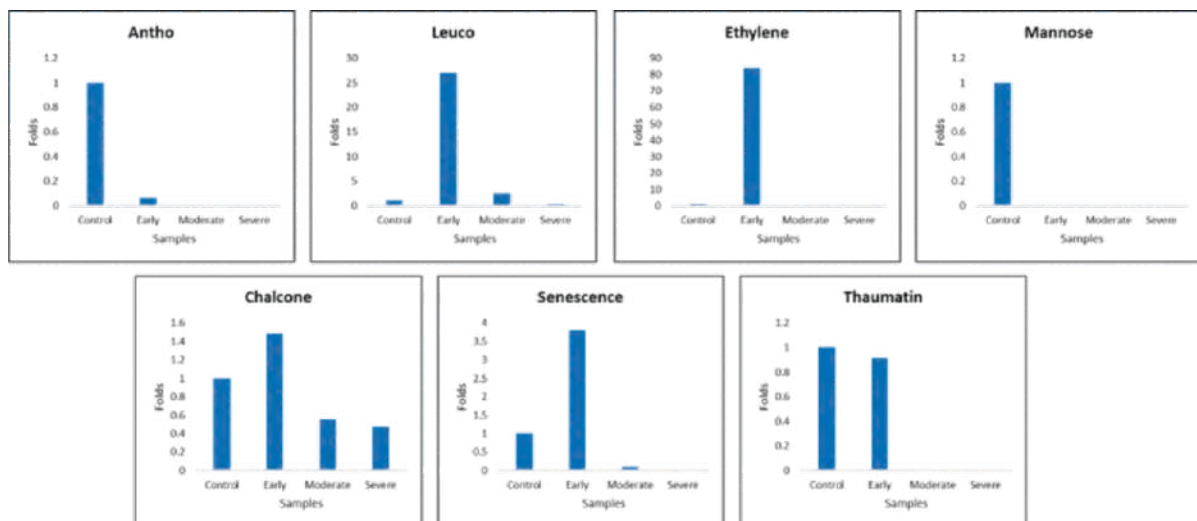 Antho
1.2
1
0.8
0.6
0.4
0.2
0
Folds
Control Early Moderate Severe
Samples
Leuco
30
25
20
15
10
5
0
Folds
Control Early Moderate Severe
Samples
Ethylene
90
80
70
60
50
40
30
20
10
0
Folds
Control Early Moderate Severe
Samples
Mannose
1.2
1
0.8
0.6
0.4
0.2
0
Folds
Control Early Moderate Severe
Samples
Chalcone
1.6
1.4
1.2
1
0.8
0.6
0.4
0.2
0
Folds
Control Early Moderate Severe
Samples
Senescence
4
3.5
3
2.5
2
1.5
1
0.5
0
Folds
Control Early Moderate Severe
Samples
Thaumatin
1.2
1
0.8
0.6
0.4
0.2
0
Folds
Control Early Moderate Severe
Samples